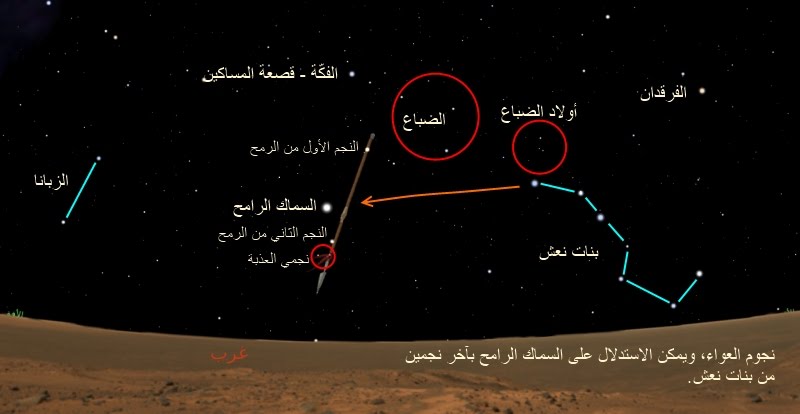 الفكّة - قصعة المساكين
الضباع
أولاد الضباع
الفرقدان
النجم الأول من الرمح
الزبانا
السماك الرامح
النجم الثاني من الرمح
نجمي العذبة
بنات نعش
غرب
نجوم العواء، ويمكن الاستدلال على السماك الرامح بآخر نجمين
من بنات نعش.